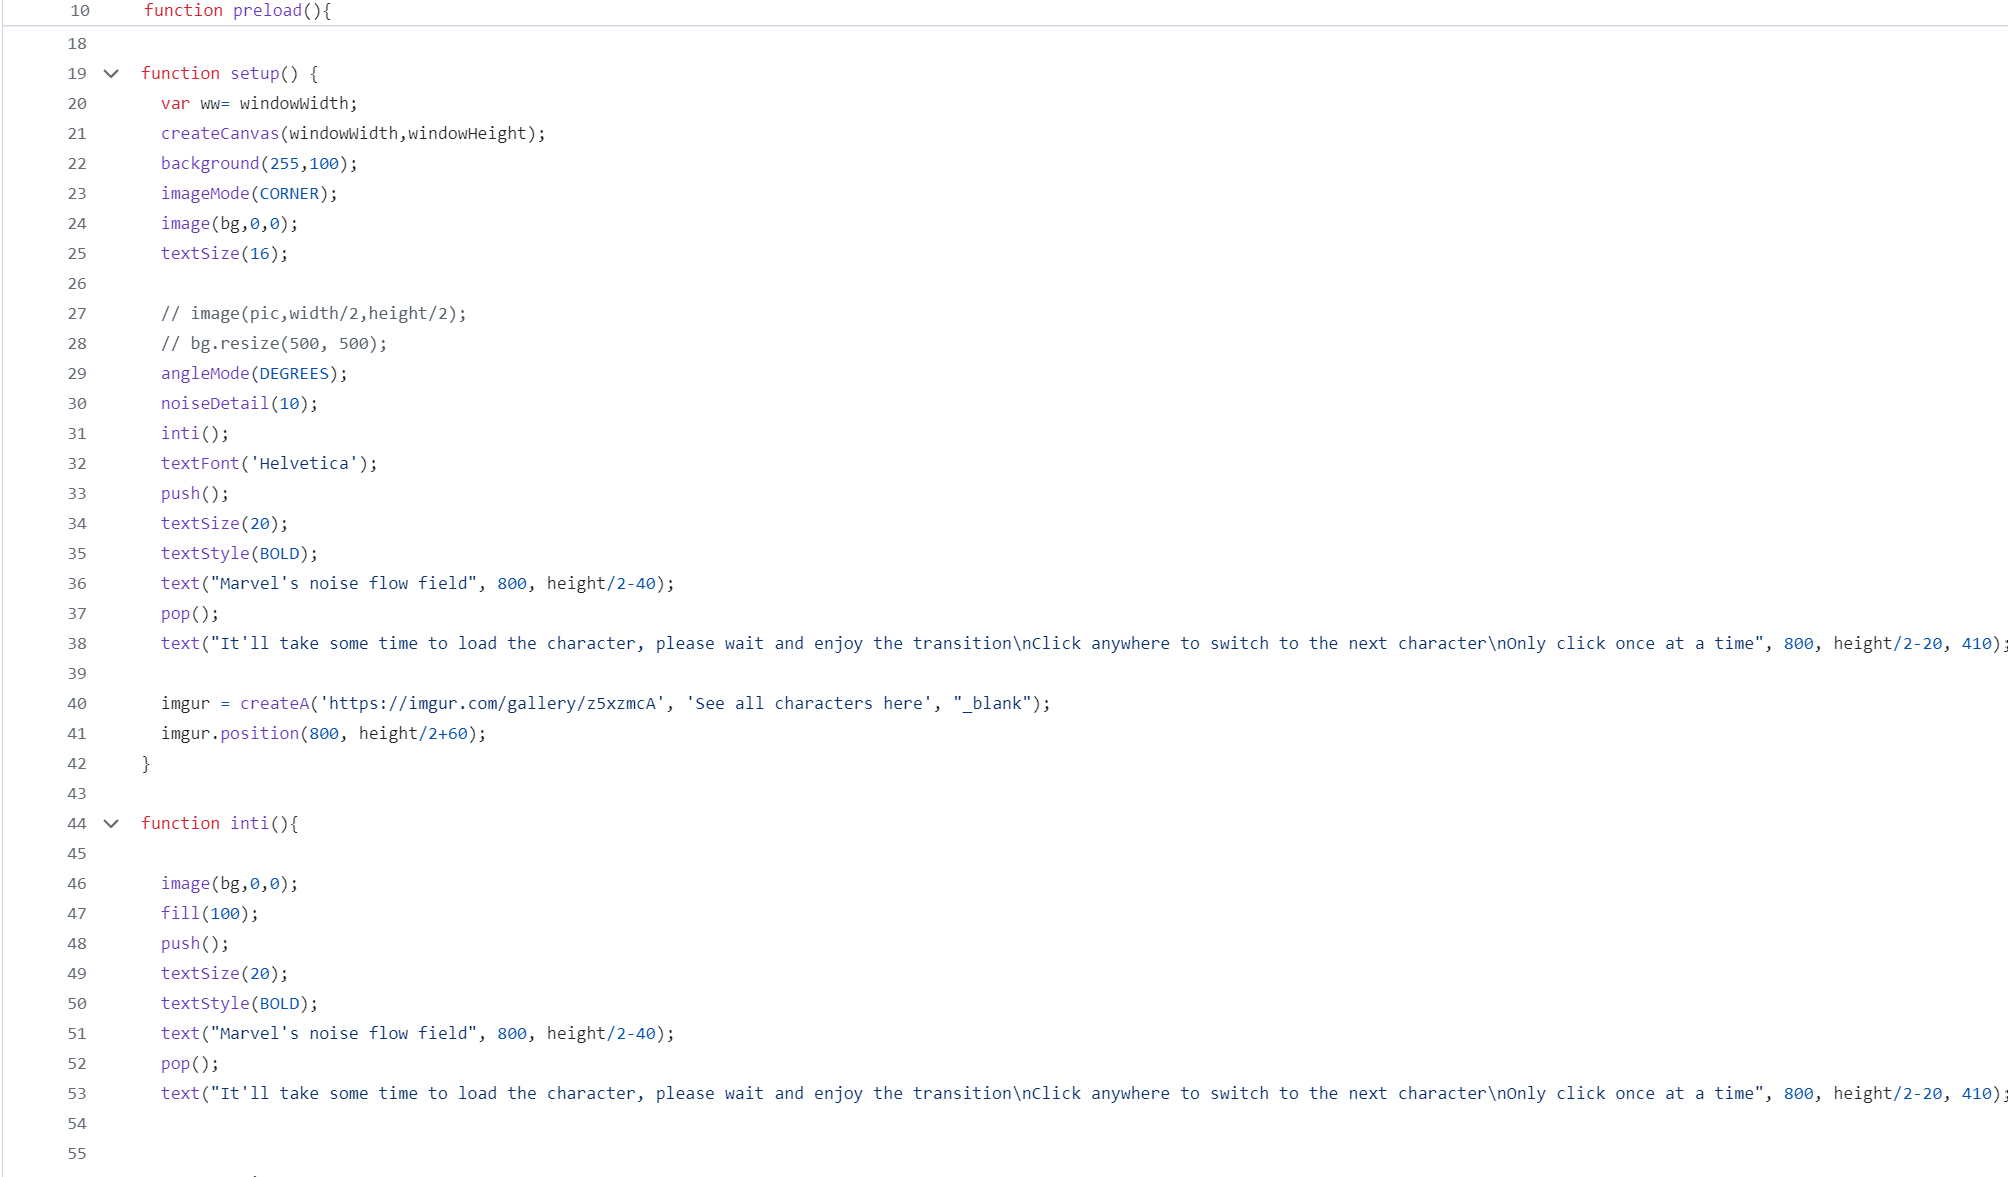 10 function preload(){
18
19 function setup() {
20 var ww= windowWidth;
21 createCanvas(windowWidth,windowHeight);
22 background(255,100);
23 imageMode(CORNER);
24 image(bg,0,0);
25 textSize(16);
26
27 // image(pic,width/2,height/2);
28 // bg.resize(500, 500);
29 angleMode(DEGREES);
30 noiseDetail(10);
31 inti();
32 textFont('Helvetica');
33 push();
34 textSize(20);
35 textStyle(BOLD);
36 text("Marvel's noise flow field", 800, height/2-40);
37 pop();
38 text("It'll take some time to load the character, please wait and enjoy the transition\nClick anywhere to switch to the next character\nOnly click once at a time", 800, height/2-20, 410);
39
40 imgur = createA('https://imgur.com/gallery/z5xzmcA', 'See all characters here', "_blank");
41 imgur.position(800, height/2+60);
42 }
43
44 function inti(){
45
46 image(bg,0,0);
47 fill(100);
48 push();
49 textSize(20);
50 textStyle(BOLD);
51 text("Marvel's noise flow field", 800, height/2-40);
52 pop();
53 text("It'll take some time to load the character, please wait and enjoy the transition\nClick anywhere to switch to the next character\nOnly click once at a time", 800, height/2-20, 410);
54
55